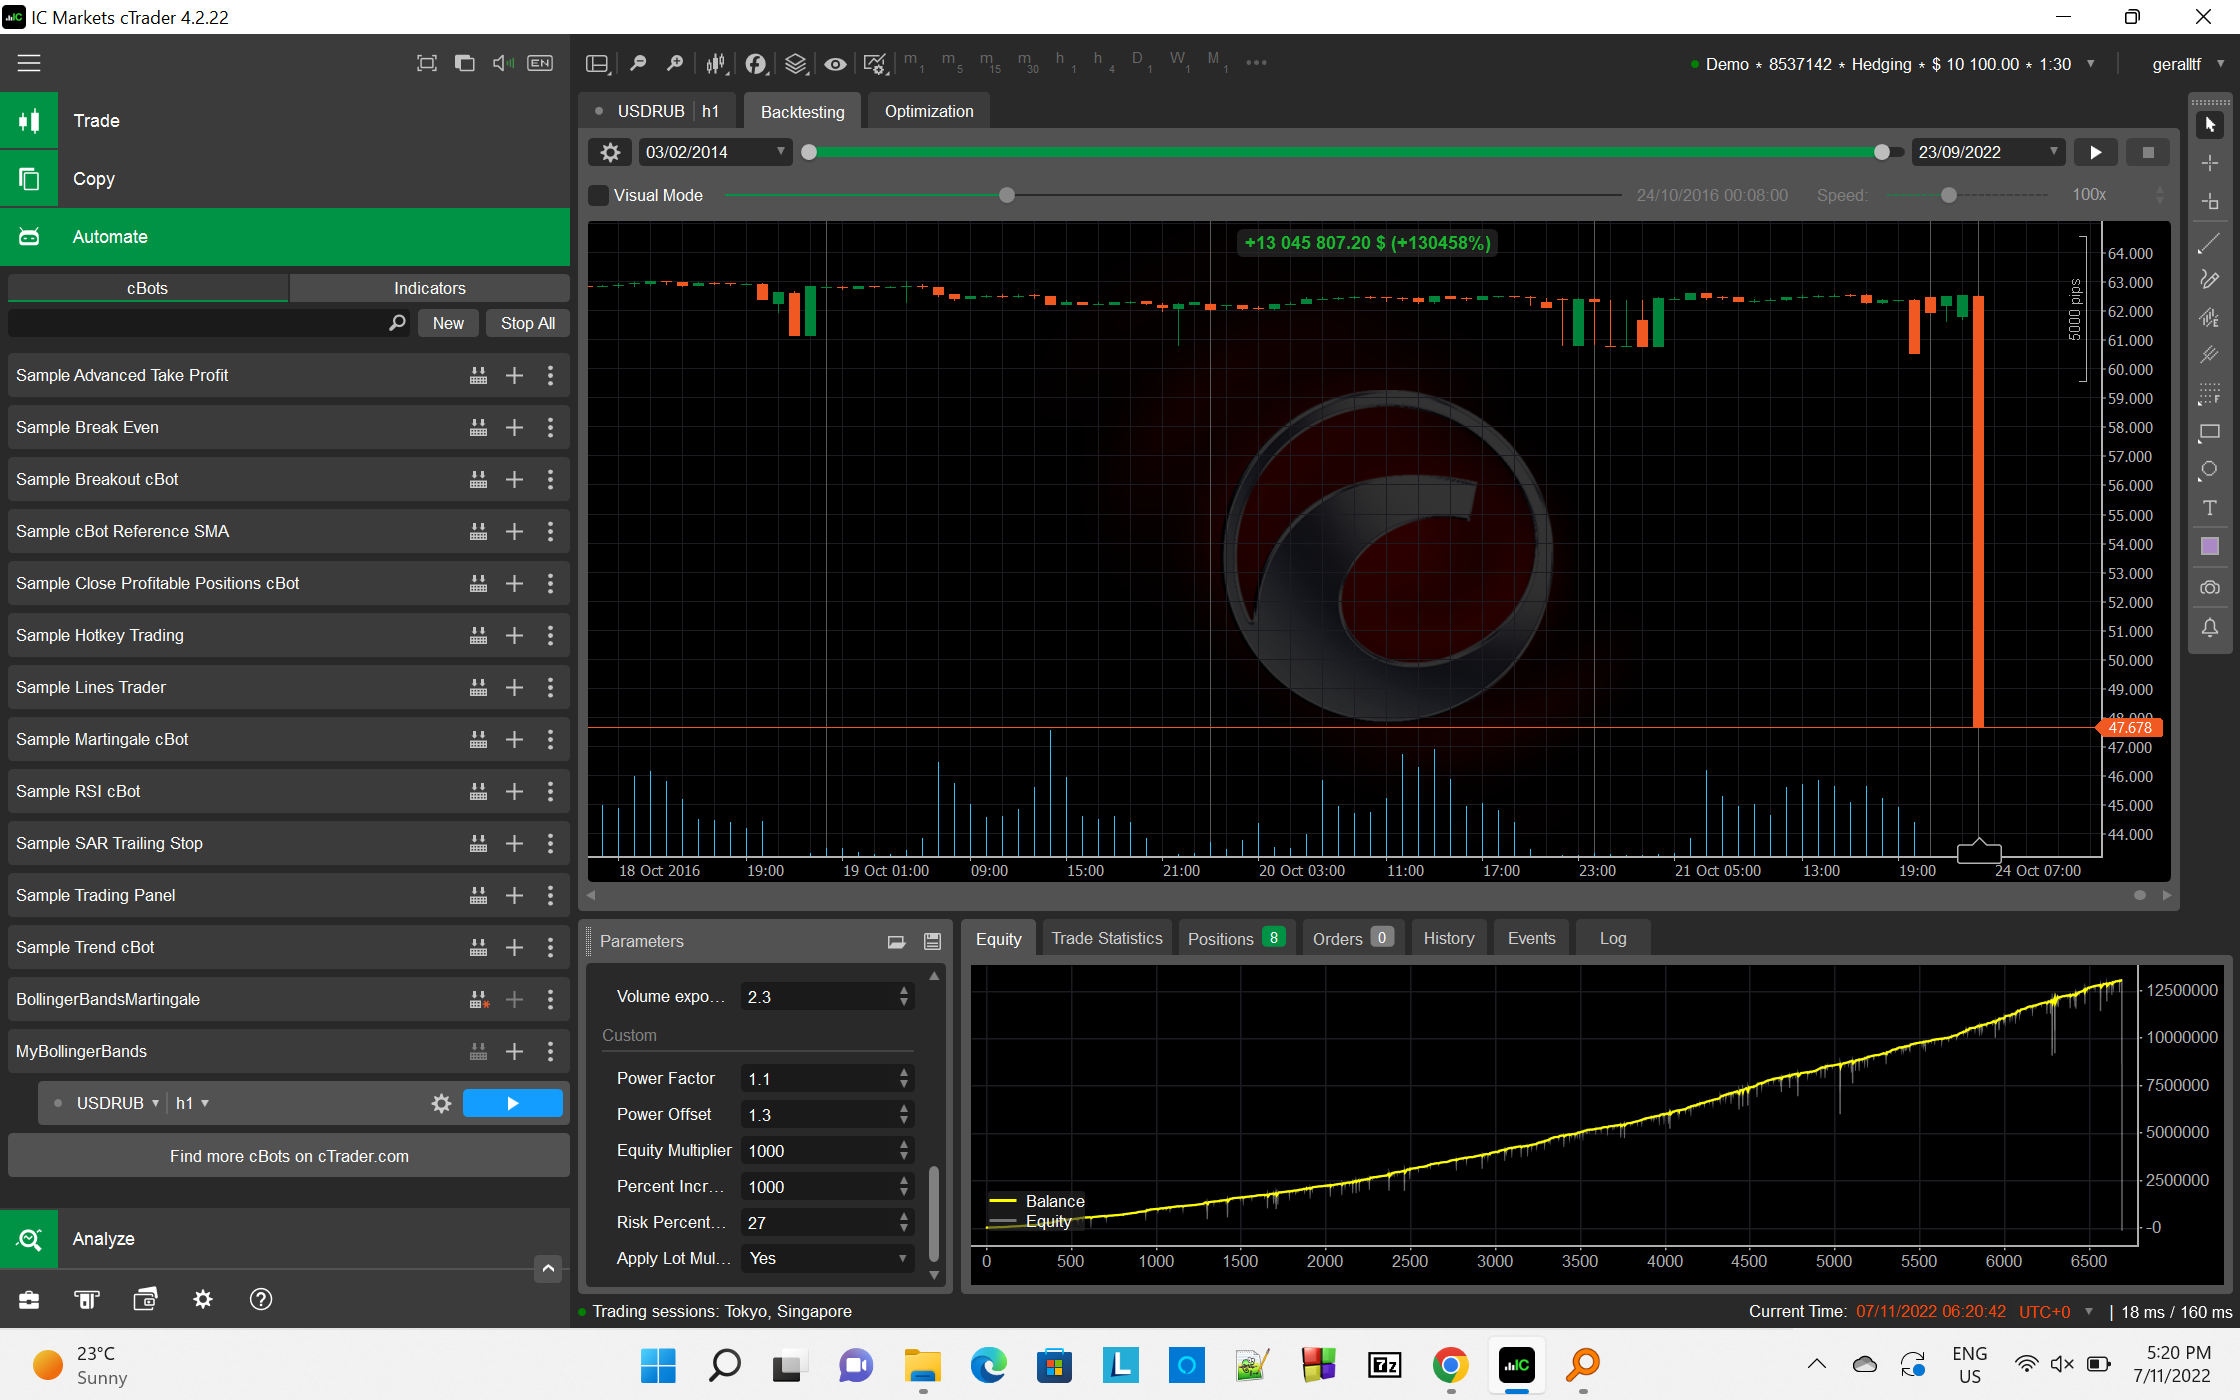 IC Markets cTrader 4.2.22
EN
m1 m5 m15 m30 h1 h4 D1 W1 M1
Demo • 8537142 • Hedging • $ 10 100.00 • 1:30
geralltf
Trade
Copy
Automate
cBots
Indicators
New
Stop All
Sample Advanced Take Profit
Sample Break Even
Sample Breakout cBot
Sample cBot Reference SMA
Sample Close Profitable Positions cBot
Sample Hotkey Trading
Sample Lines Trader
Sample Martingale cBot
Sample RSI cBot
Sample SAR Trailing Stop
Sample Trading Panel
Sample Trend cBot
BollingerBandsMartingale
MyBollingerBands
USDRUB h1
Find more cBots on cTrader.com
Analyze
USDRUB h1
Backtesting
Optimization
03/02/2014
23/09/2022
Visual Mode
24/10/2016 00:08:00
Speed:
100x
+13 045 807.20 $ (+130458%)
5000 pips
64.000
63.000
62.000
61.000
60.000
59.000
58.000
57.000
56.000
55.000
54.000
53.000
52.000
51.000
50.000
49.000
48.000
47.678
47.000
46.000
45.000
44.000
18 Oct 2016 19:00 19 Oct 01:00 09:00 15:00 21:00 20 Oct 03:00 11:00 17:00 23:00 21 Oct 05:00 13:00 19:00 24 Oct 07:00
E
F
T
Parameters
Volume expo... 2.3
Custom
Power Factor 1.1
Power Offset 1.3
Equity Multiplier 1000
Percent Incr... 1000
Risk Percent... 27
Apply Lot Mul... Yes
Equity
Trade Statistics
Positions 8
Orders 0
History
Events
Log
12500000
10000000
7500000
5000000
2500000
0
Balance
Equity
0 500 1000 1500 2000 2500 3000 3500 4000 4500 5000 5500 6000 6500
Trading sessions: Tokyo, Singapore
Current Time: 07/11/2022 06:20:42 UTC+0 | 18 ms / 160 ms
23°C
Sunny
L
7z
IC
ENG
US
5:20 PM
7/11/2022